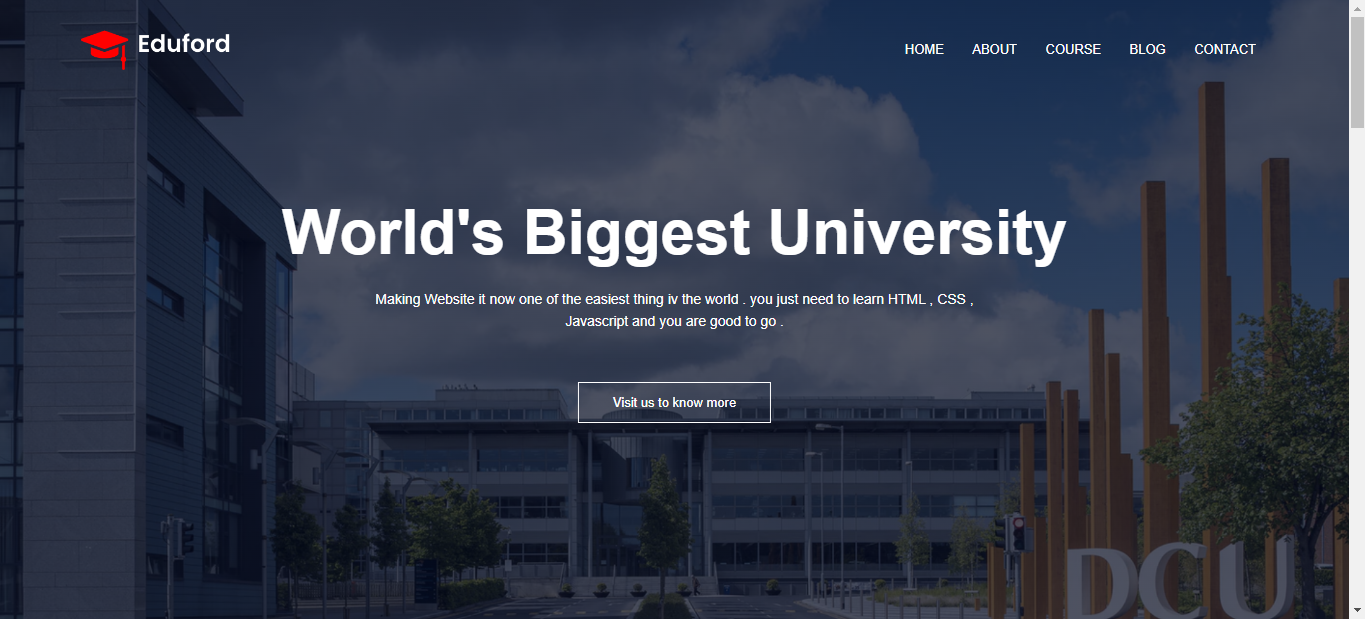 Eduford
HOME ABOUT COURSE BLOG CONTACT
World's Biggest University
Making Website it now one of the easiest thing iv the world . you just need to learn HTML , CSS ,
Javascript and you are good to go .
Visit us to know more
DCU